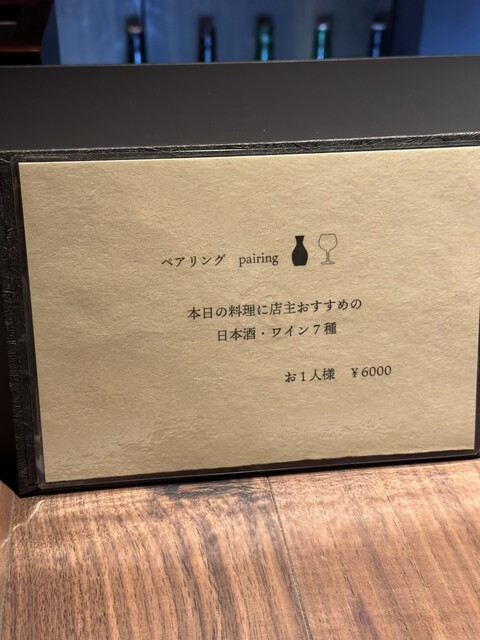 ペアリング pairing
本日の料理に店主おすすめの
日本酒・ワイン7種
お1人様 ¥6000